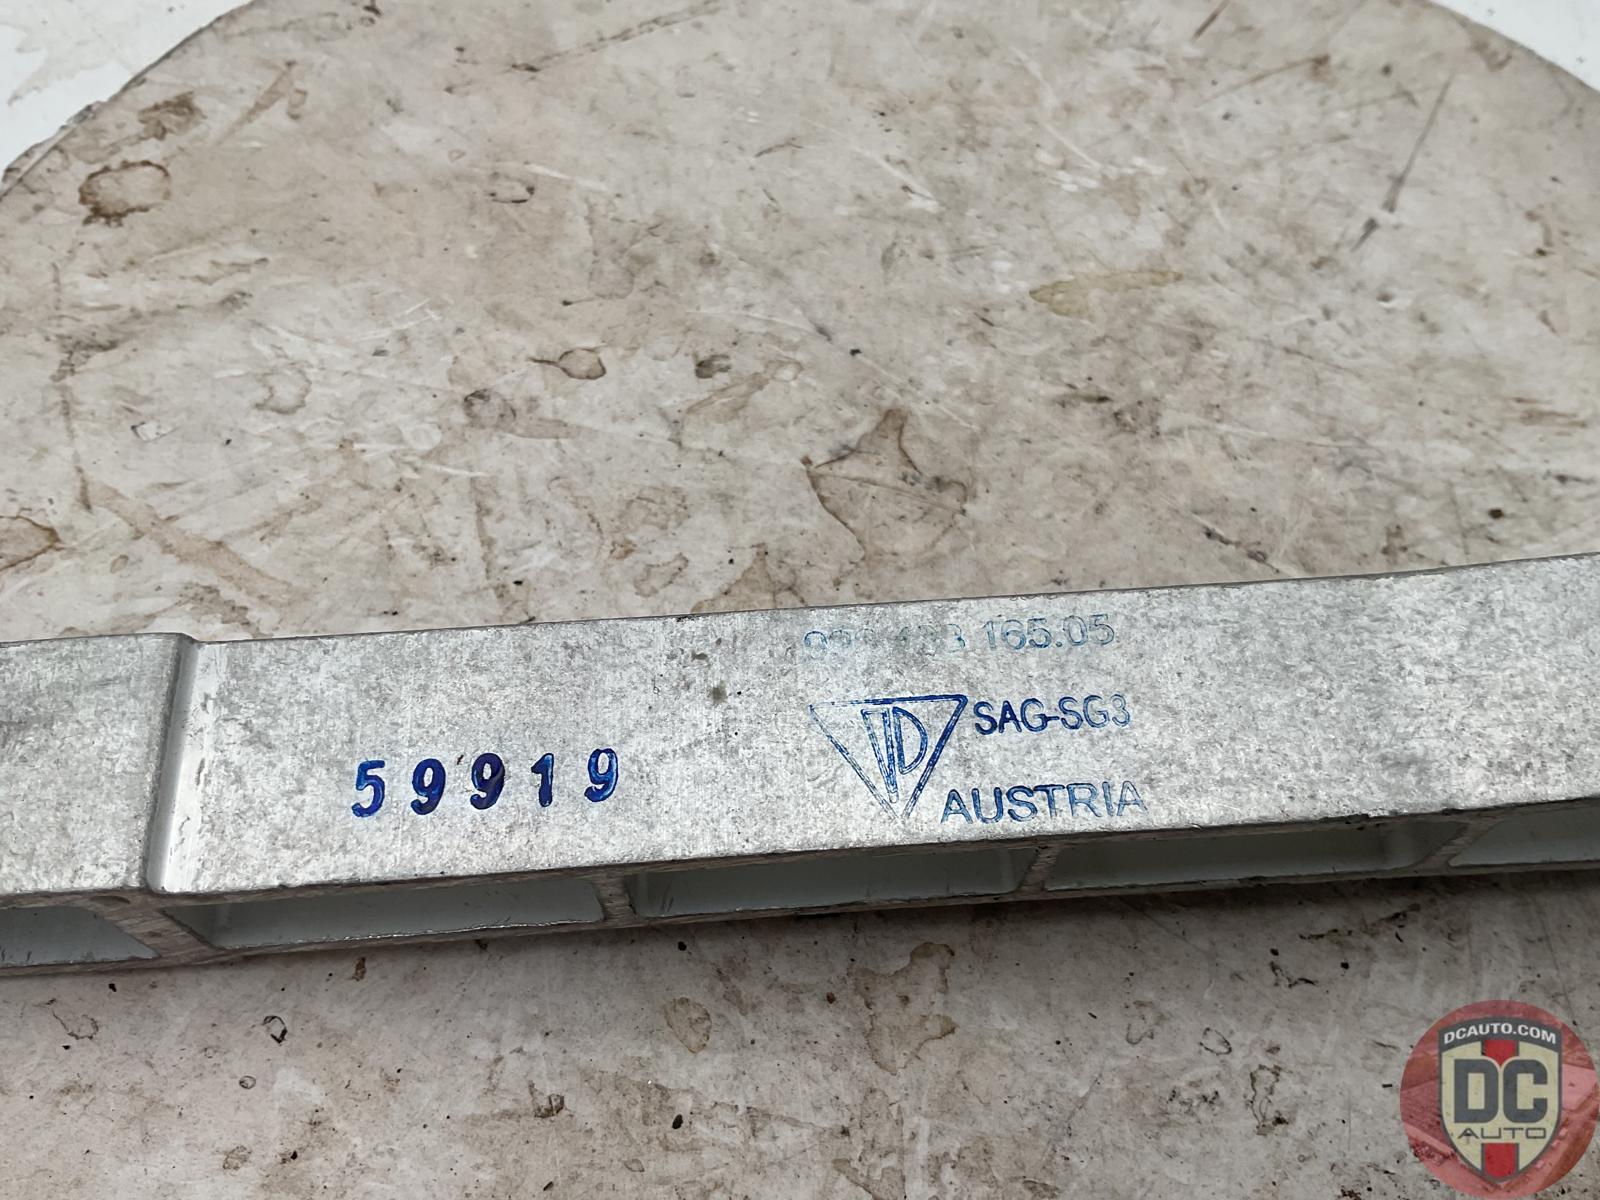 165.05
SAG-SG3
59919
AUSTRIA
DCAUTO.COM
DC
AUTO